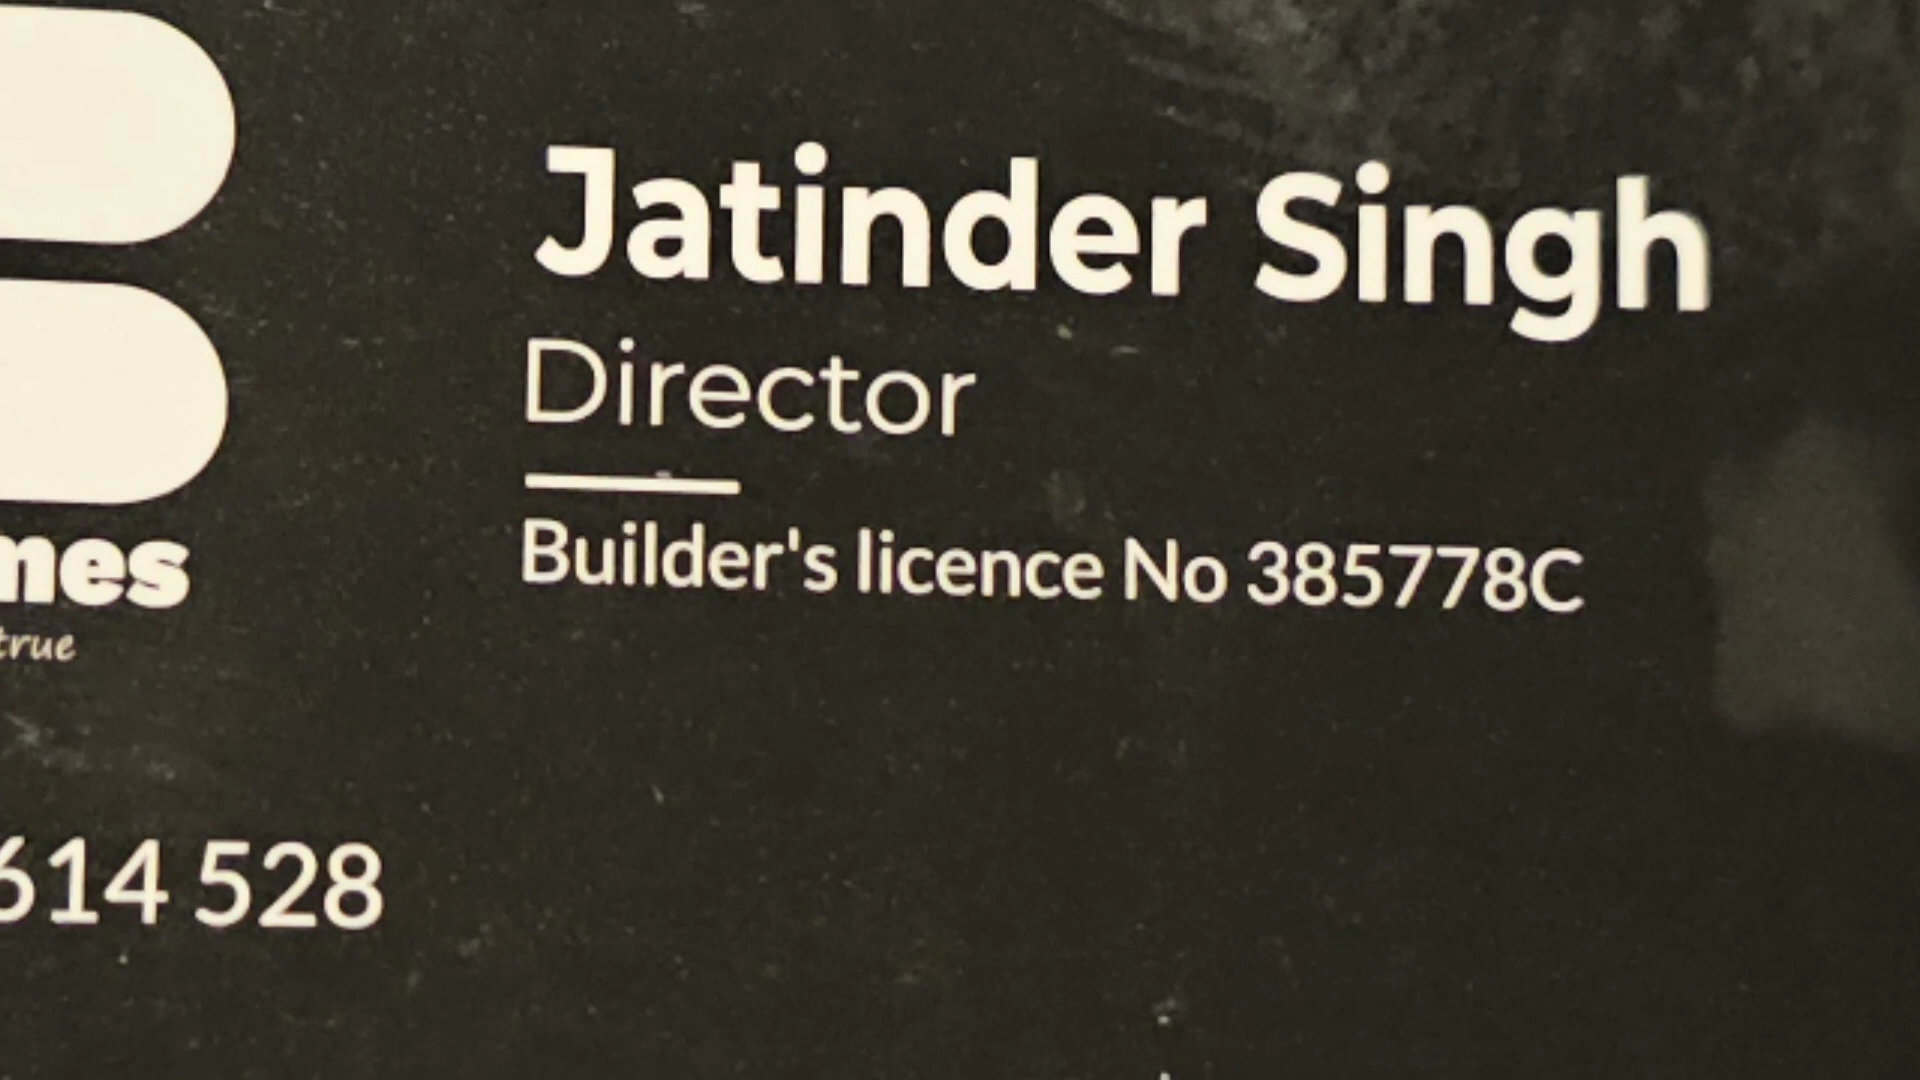 Jatinder Singh
Director
Builder's licence No 385778C
mes
true
614 528